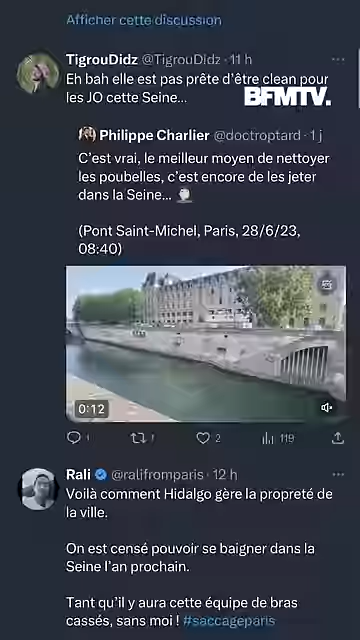 Afficher cette discussion
TigrouDidz @TigrouDidz · 11 h
Eh bah elle est pas prête d'être clean pour
les JO cette Seine...
BFMTV.
Philippe Charlier @doctroptard · 1 j
C'est vrai, le meilleur moyen de nettoyer
les poubelles, c'est encore de les jeter
dans la Seine...
(Pont Saint-Michel, Paris, 28/6/23,
08:40)
0:12
1 1 2 119
Rali @ralifromparis · 12 h
Voilà comment Hidalgo gère la propreté de
la ville.
On est censé pouvoir se baigner dans la
Seine l'an prochain.
Tant qu'il y aura cette équipe de bras
cassés, sans moi ! #saccageparis